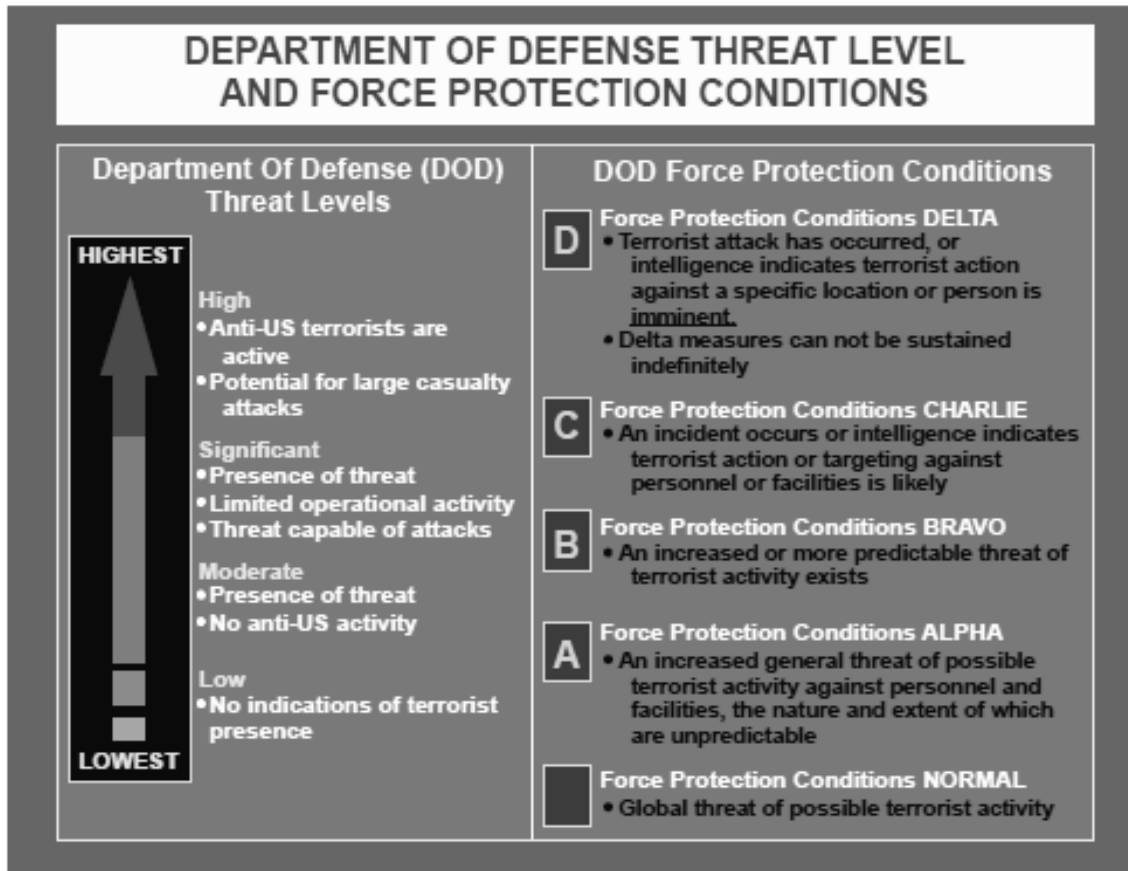 DEPARTMENT OF DEFENSE THREAT LEVEL
AND FORCE PROTECTION CONDITIONS
Department Of Defense (DOD)
Threat Levels
HIGHEST
High
• Anti-US terrorists are
active
• Potential for large casualty
attacks
Significant
• Presence of threat
• Limited operational activity
• Threat capable of attacks
Moderate
• Presence of threat
• No anti-US activity
Low
• No indications of terrorist
presence
LOWEST
DOD Force Protection Conditions
D
Force Protection Conditions DELTA
• Terrorist attack has occurred, or
intelligence indicates terrorist action
against a specific location or person is
imminent.
• Delta measures can not be sustained
indefinitely
C
Force Protection Conditions CHARLIE
• An incident occurs or intelligence indicates
terrorist action or targeting against
personnel or facilities is likely
B
Force Protection Conditions BRAVO
• An increased or more predictable threat of
terrorist activity exists
A
Force Protection Conditions ALPHA
• An increased general threat of possible
terrorist activity against personnel and
facilities, the nature and extent of which
are unpredictable
Force Protection Conditions NORMAL
• Global threat of possible terrorist activity